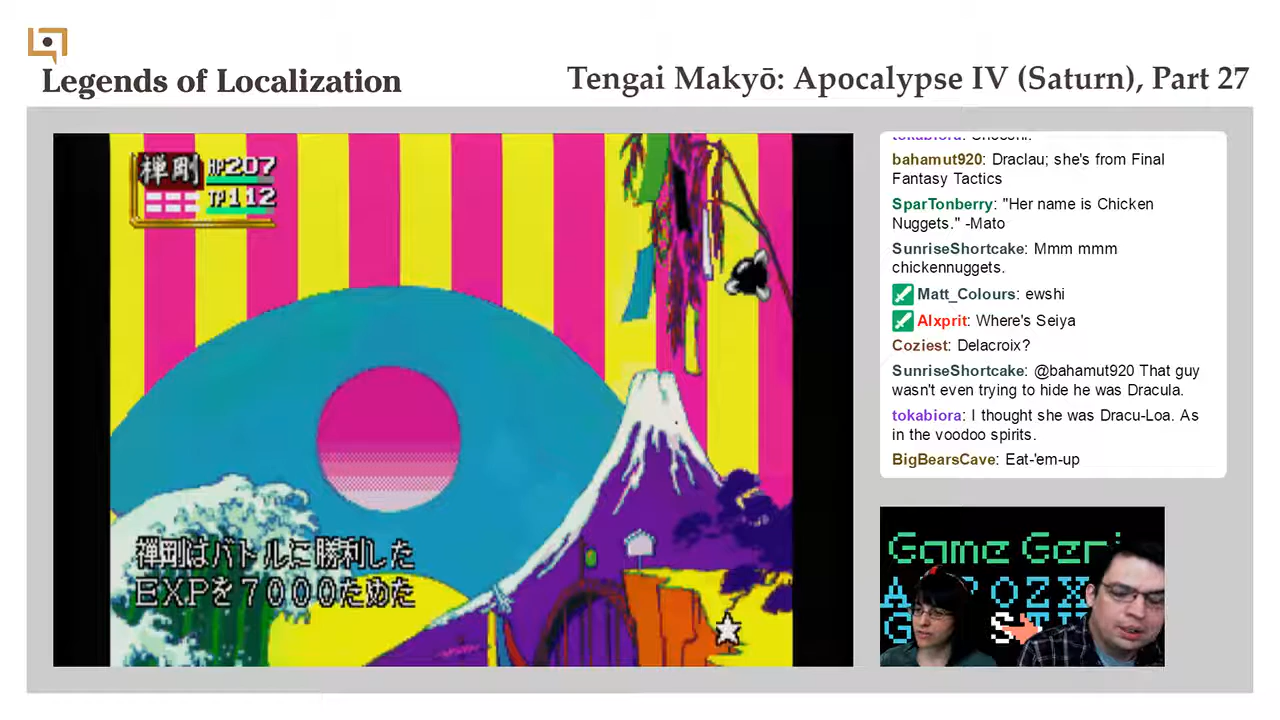 Legends of Localization
Tengai Makyō: Apocalypse IV (Saturn), Part 27
禅剛 HP207
TP112
禅剛はバトルに勝利した
EXPを7000ためた
tokabiora: Shoeshi.
bahamut920: Draclau; she's from Final
Fantasy Tactics
SparTonberry: "Her name is Chicken
Nuggets." -Mato
SunriseShortcake: Mmm mmm
chickennuggets.
Matt_Colours: ewshi
Alxprit: Where's Seiya
Coziest: Delacroix?
SunriseShortcake: @bahamut920 That guy
wasn't even trying to hide he was Dracula.
tokabiora: I thought she was Dracu-Loa. As
in the voodoo spirits.
BigBearsCave: Eat-'em-up
Game Geni